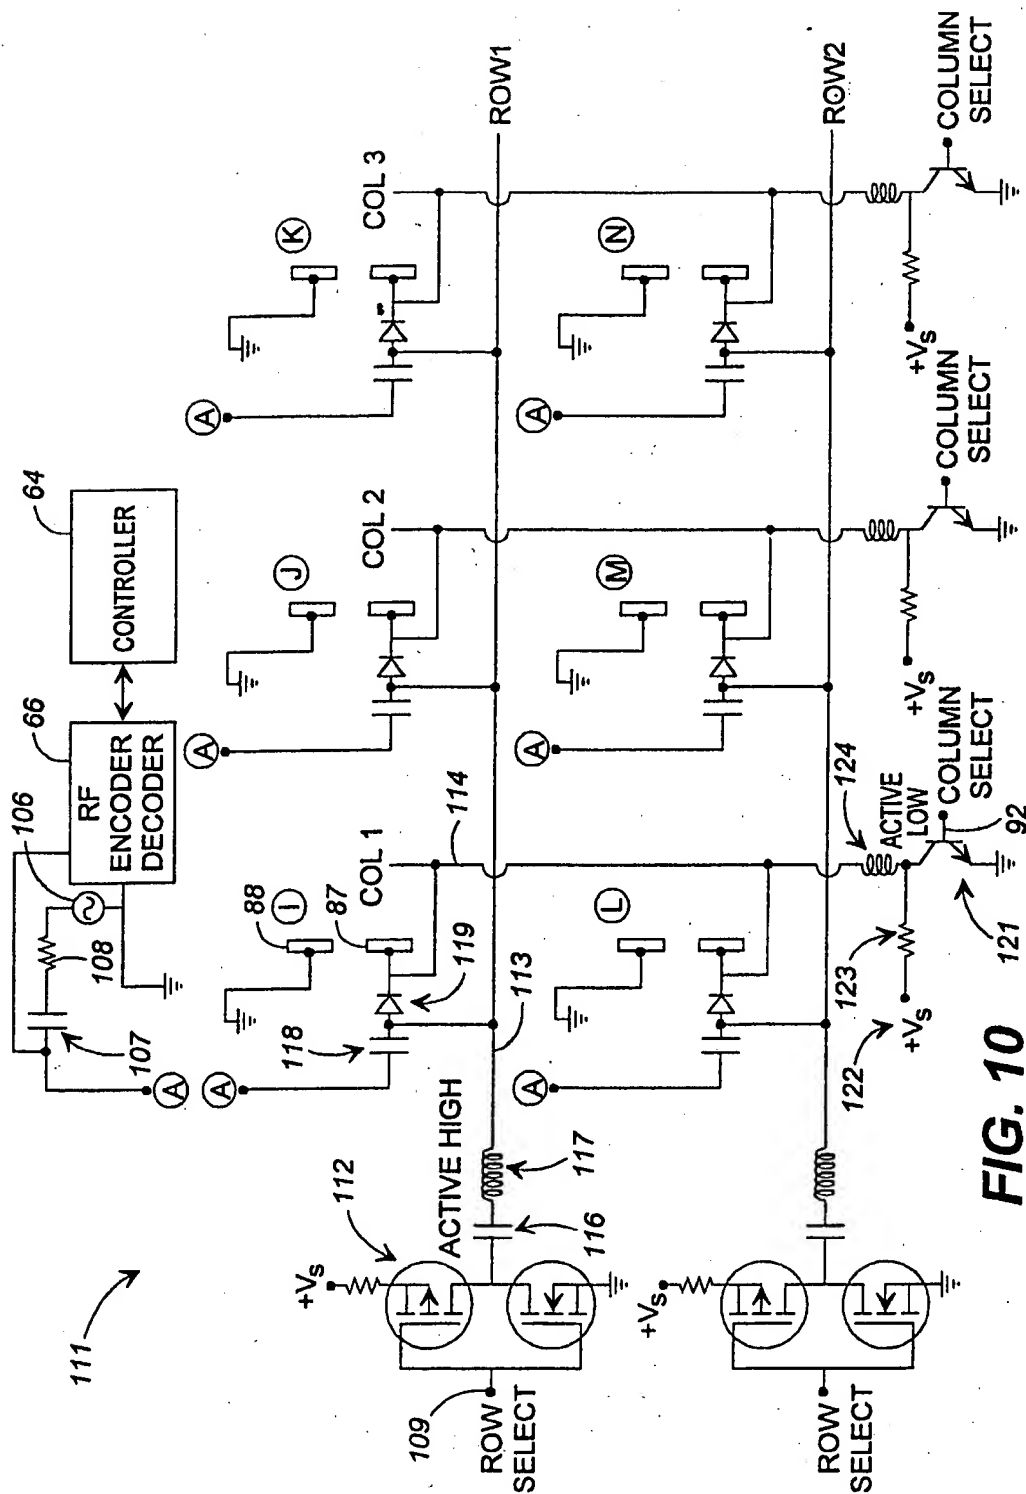 111
109
ROW
SELECT
+Vs
112
ACTIVE HIGH
116
117
A
107
108
106
66
RF
ENCODER
DECODER
64
CONTROLLER
A
118
I
88
87
119
COL 1
114
113
A
J
COL 2
A
K
COL 3
ROW1
ROW
SELECT
+Vs
A
L
A
M
A
N
ROW2
122
+Vs
123
124
ACTIVE
LOW
121
COLUMN
SELECT
92
+Vs
COLUMN
SELECT
+Vs
COLUMN
SELECT
FIG. 10